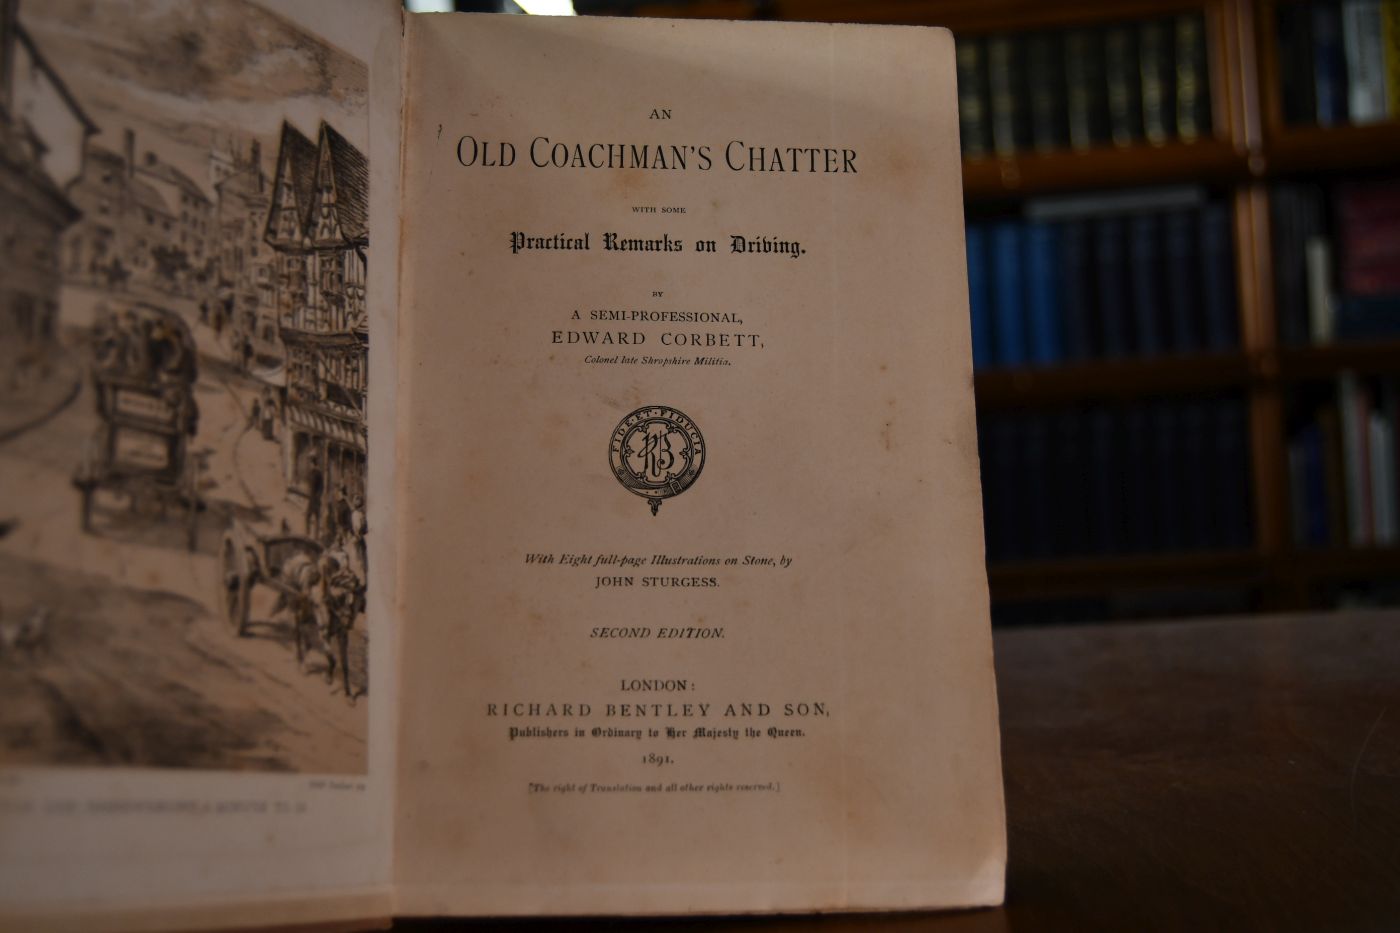 AN
OLD COACHMAN'S CHATTER
WITH SOME
Practical Remarks on Driving.
BY
A SEMI-PROFESSIONAL,
EDWARD CORBETT,
Colonel late Shropshire Militia.
FIDE·ET·FIDUCIA
RB
With Eight full-page Illustrations on Stone, by
JOHN STURGESS.
SECOND EDITION.
LONDON:
RICHARD BENTLEY AND SON,
Publishers in Ordinary to Her Majesty the Queen.
1891.
[The right of Translation and all other rights reserved.]